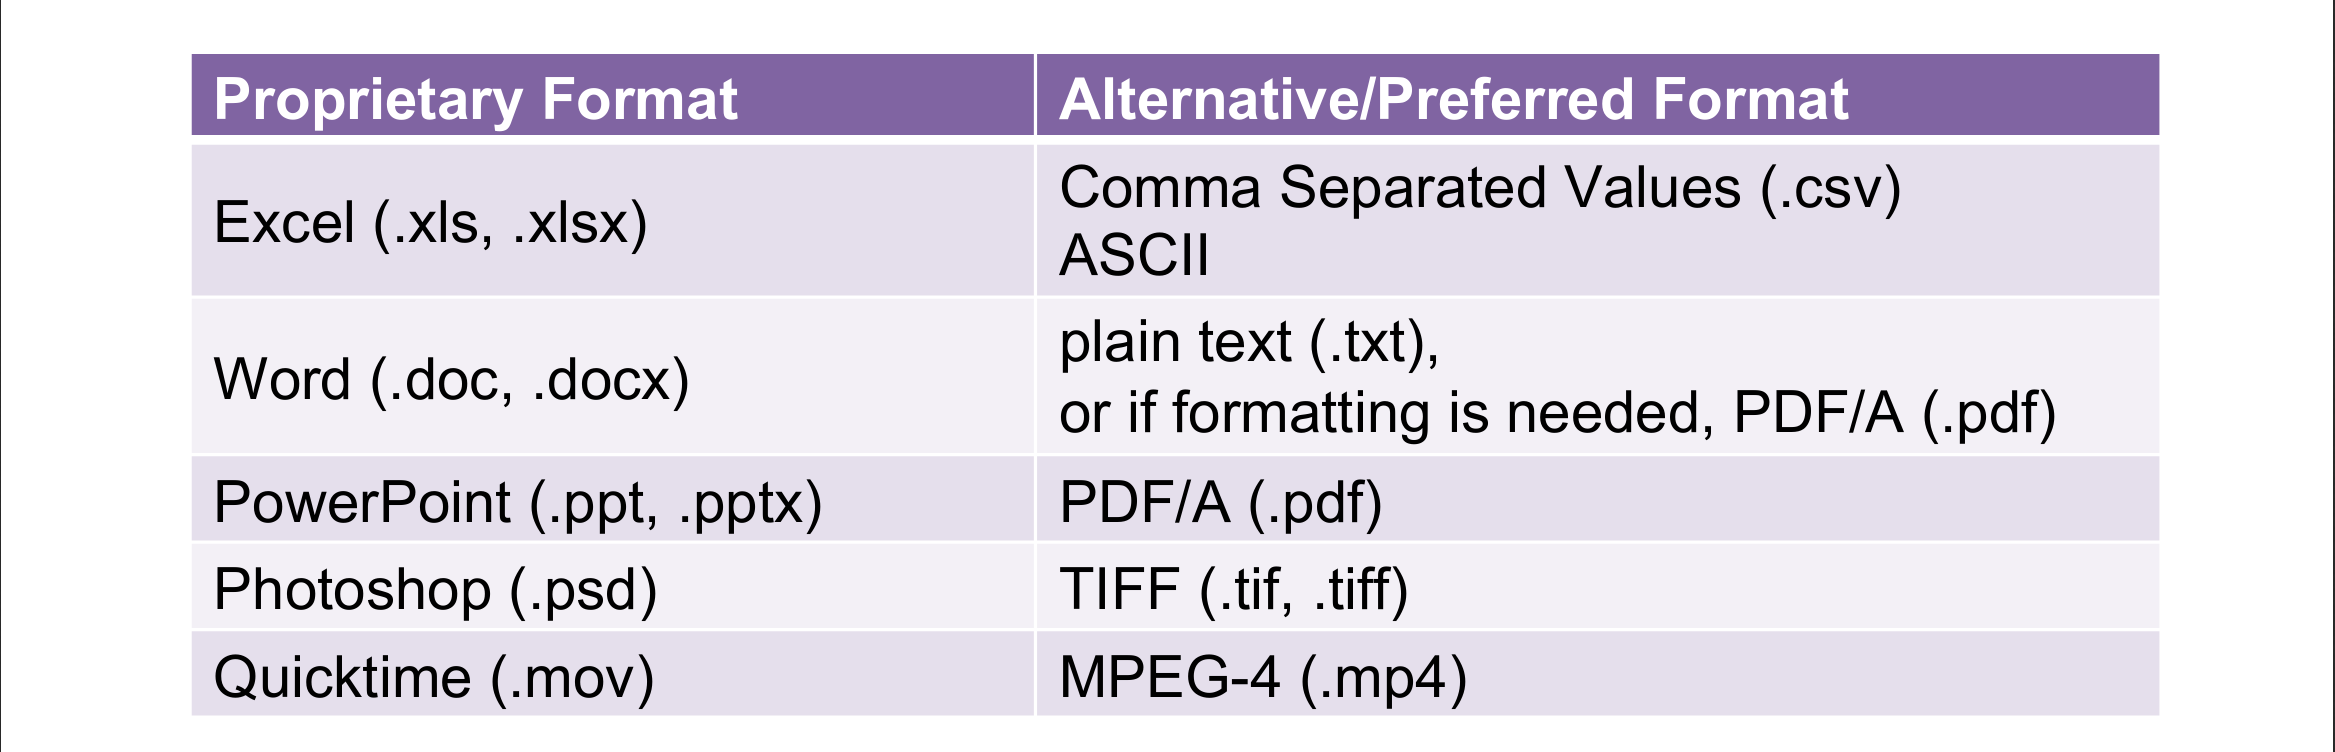 Proprietary Format
Alternative/Preferred Format
Excel (.xls, .xlsx)
Comma Separated Values (.csv)
ASCII
Word (.doc, .docx)
plain text (.txt),
or if formatting is needed, PDF/A (.pdf)
PowerPoint (.ppt, .pptx)
PDF/A (.pdf)
Photoshop (.psd)
TIFF (.tif, .tiff)
Quicktime (.mov)
MPEG-4 (.mp4)